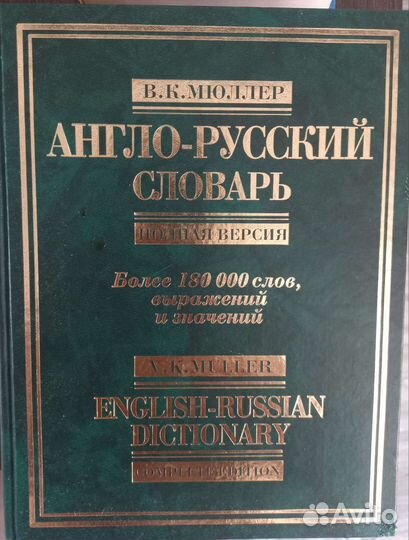 В.К.МЮЛЛЕР
АНГЛО-РУССКИЙ
СЛОВАРЬ
ПОЛНАЯ ВЕРСИЯ
Более 180 000 слов,
выражений
и значений
V.K.MULLER
ENGLISH-RUSSIAN
DICTIONARY
COMPLETE EDITION
Avito